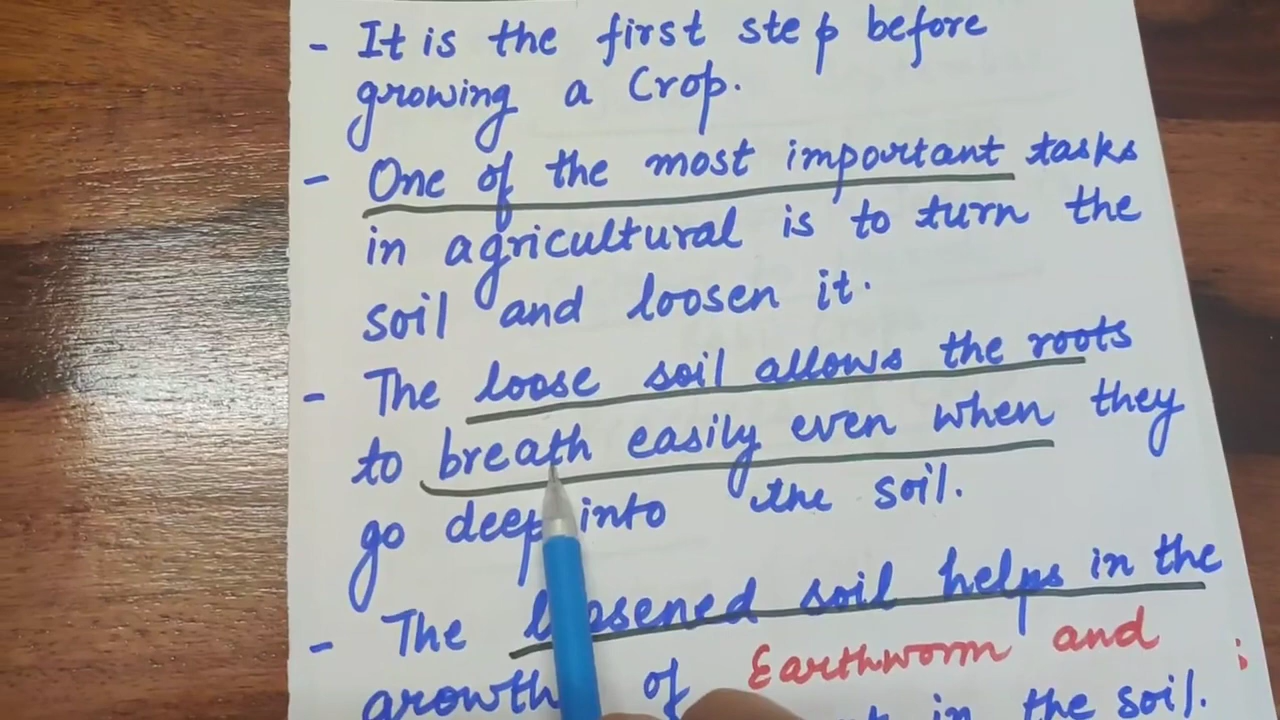 - It is the first step before
growing a Crop.
- One of the most important tasks
in agricultural is to turn the
soil and loosen it.
- The loose soil allows the roots
to breath easily even when they
go deep into the soil.
- The loosened soil helps in the
growth of Earthworm and
in the soil.